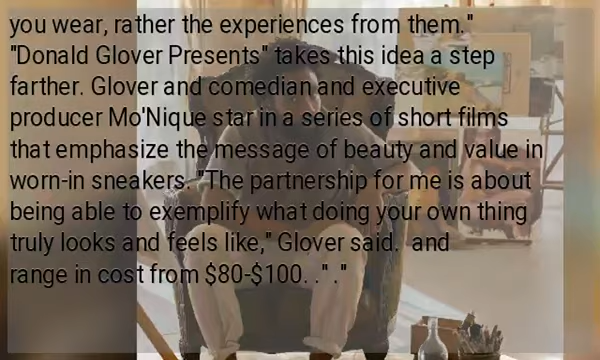 you wear, rather the experiences from them."
"Donald Glover Presents" takes this idea a step
farther. Glover and comedian and executive
producer Mo'Nique star in a series of short films
that emphasize the message of beauty and value in
worn-in sneakers. "The partnership for me is about
being able to exemplify what doing your own thing
truly looks and feels like," Glover said.  and
range in cost from $80-$100. ." ."